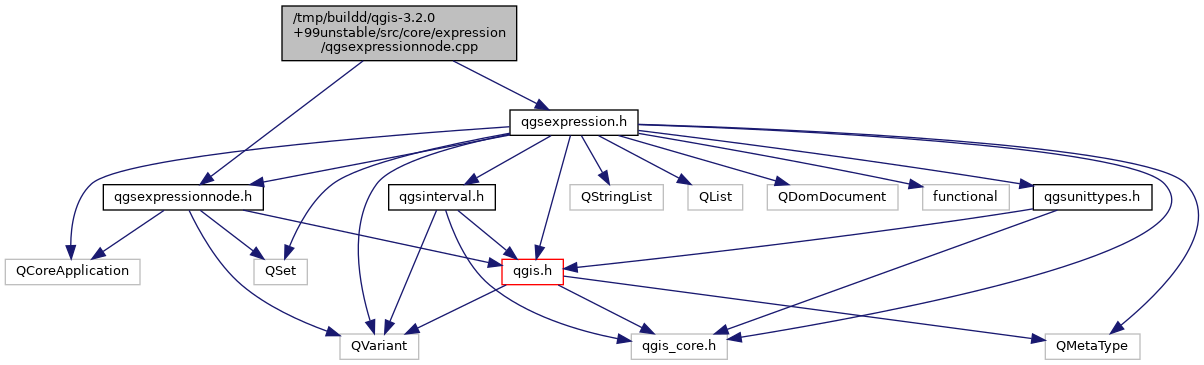 /tmp/buildd/qgis-3.2.0
+99unstable/src/core/expression
/qgsexpressionnode.cpp
qgsexpression.h
qgsexpressionnode.h
qgsinterval.h
QStringList
QList
QDomDocument
functional
qgsunittypes.h
QCoreApplication
QSet
qgis.h
QVariant
qgis_core.h
QMetaType